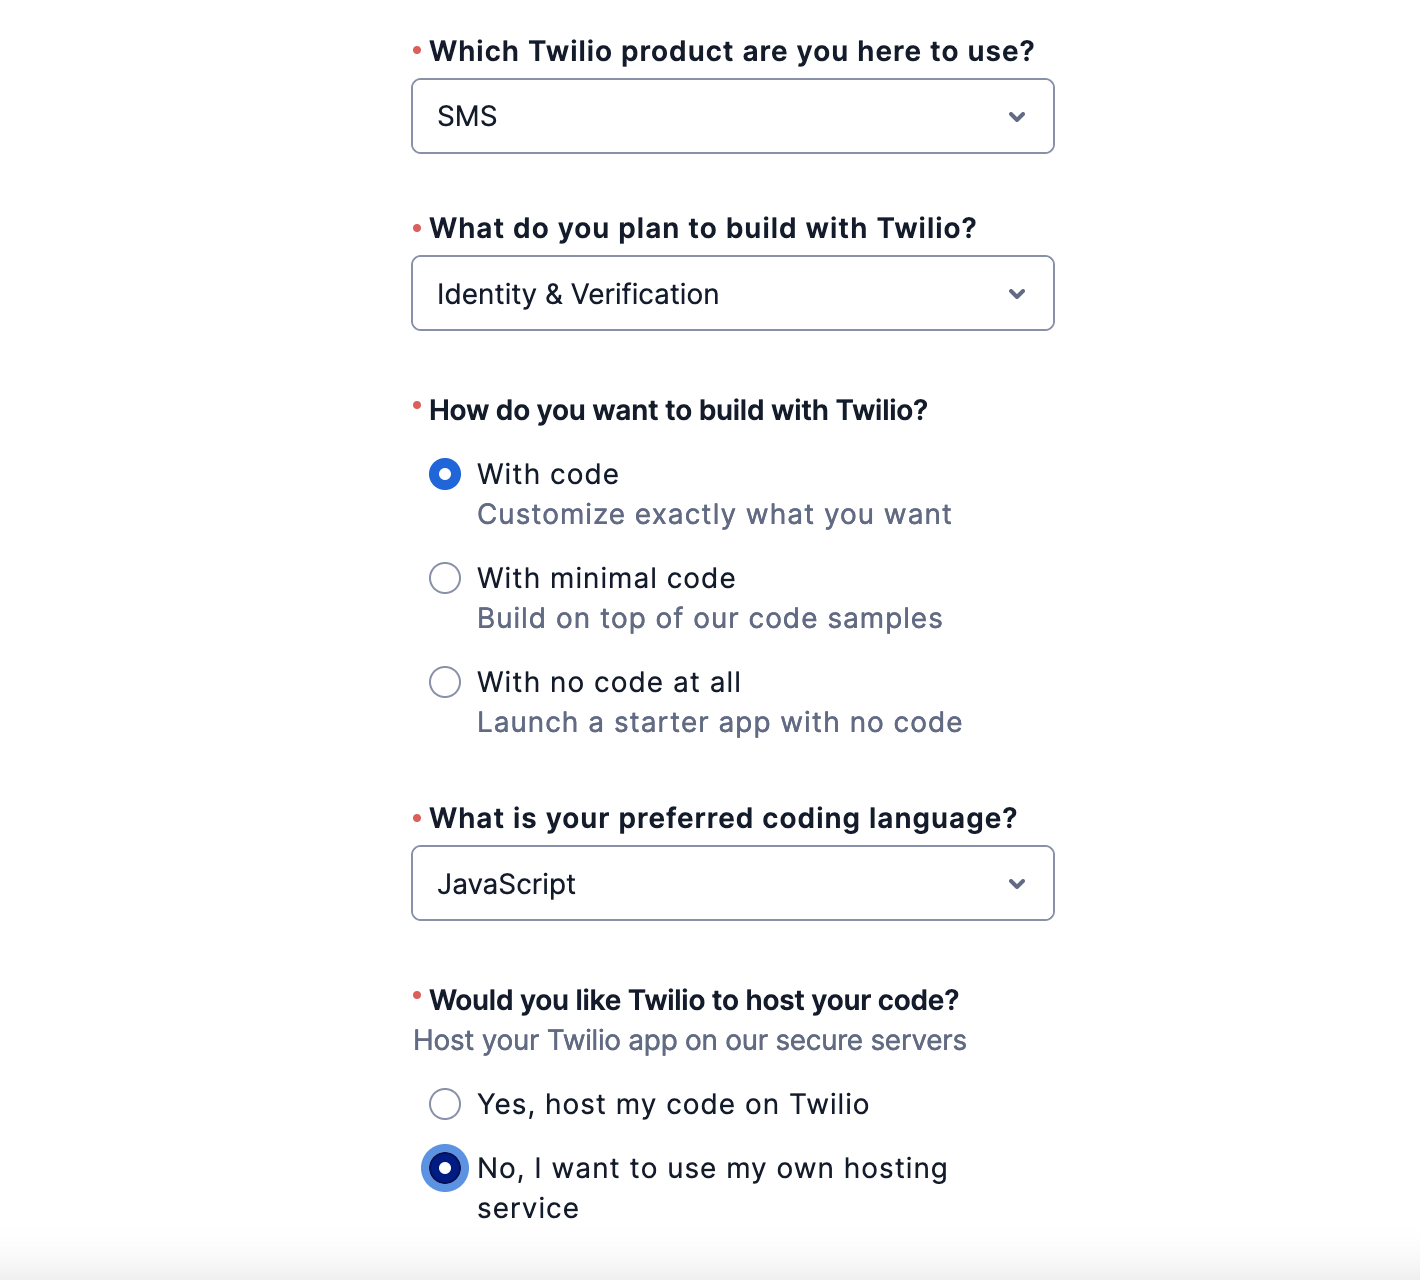 Which Twilio product are you here to use?
SMS
What do you plan to build with Twilio?
Identity & Verification
How do you want to build with Twilio?
With code
Customize exactly what you want
With minimal code
Build on top of our code samples
With no code at all
Launch a starter app with no code
What is your preferred coding language?
JavaScript
Would you like Twilio to host your code?
Host your Twilio app on our secure servers
Yes, host my code on Twilio
No, I want to use my own hosting
service